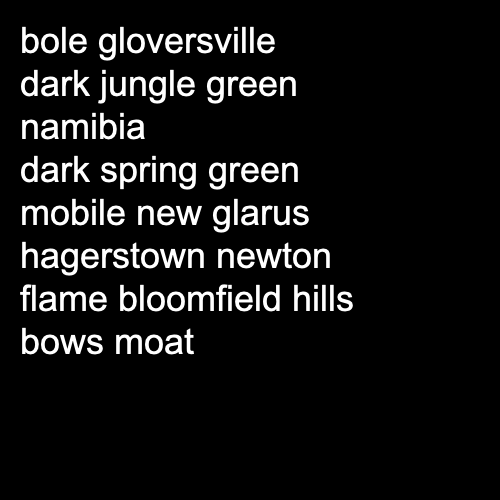 bole gloversville
dark jungle green
namibia
dark spring green
mobile new glarus
hagerstown newton
flame bloomfield hills
bows moat